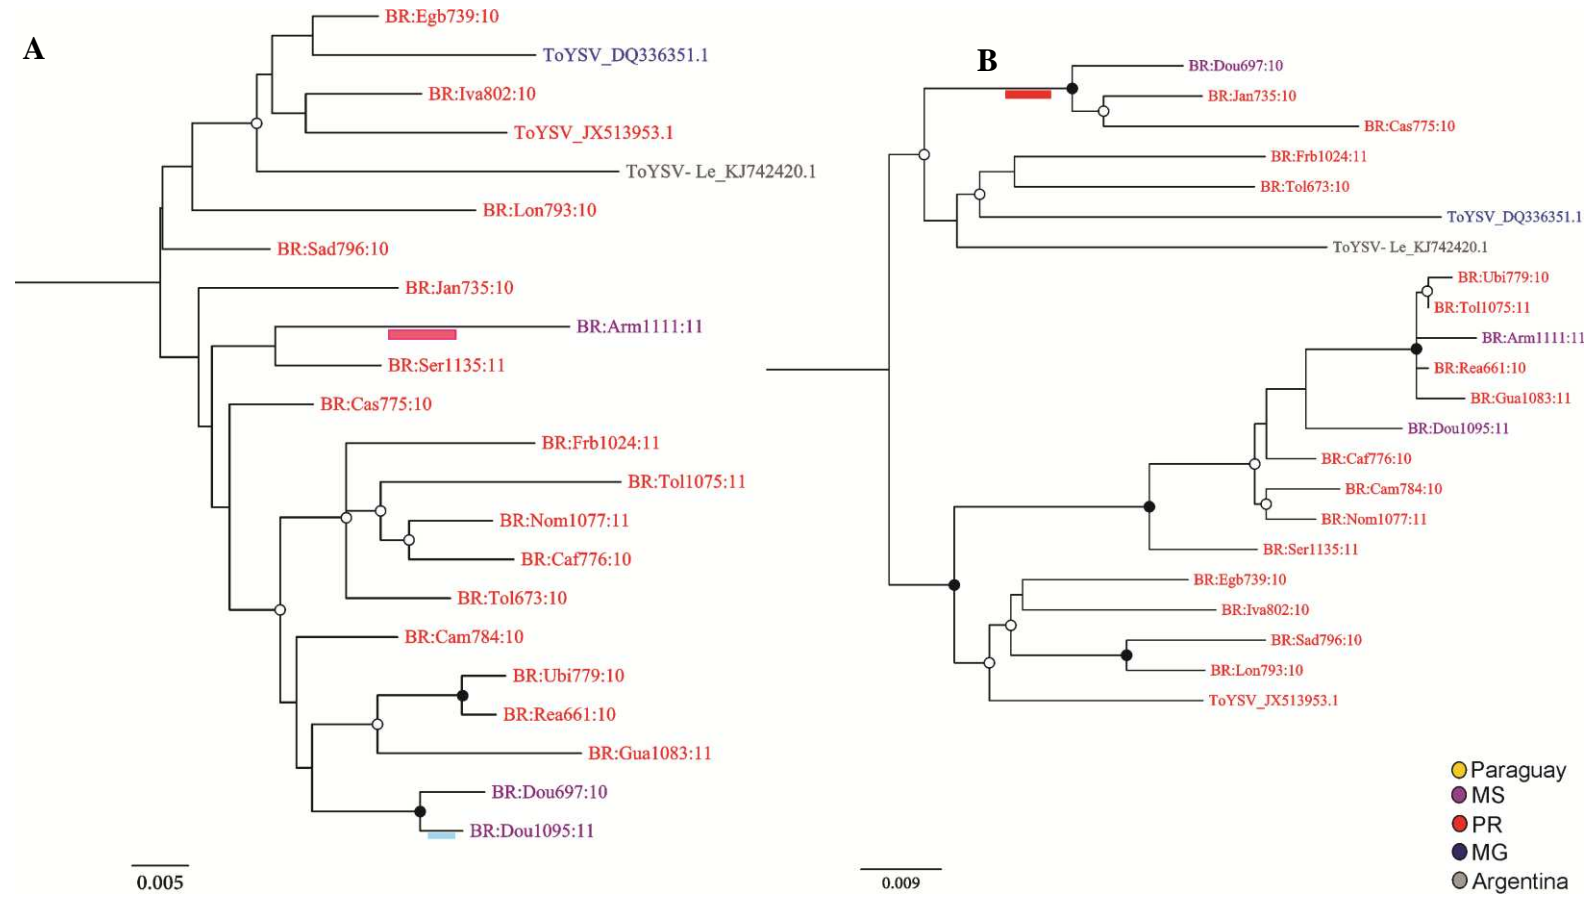 A
BR:Egb739:10
ToYSV_DQ336351.1
BR:Iva802:10
ToYSV_JX513953.1
ToYSV- Le_KJ742420.1
BR:Lon793:10
BR:Sad796:10
BR:Jan735:10
BR:Arm1111:11
BR:Ser1135:11
BR:Cas775:10
BR:Frb1024:11
BR:Tol1075:11
BR:Nom1077:11
BR:Caf776:10
BR:Tol673:10
BR:Cam784:10
BR:Ubi779:10
BR:Rea661:10
BR:Gua1083:11
BR:Dou697:10
BR:Dou1095:11
0.005
B
BR:Dou697:10
BR:Jan735:10
BR:Cas775:10
BR:Frb1024:11
BR:Tol673:10
ToYSV_DQ336351.1
ToYSV- Le_KJ742420.1
BR:Ubi779:10
BR:Tol1075:11
BR:Arm1111:11
BR:Rea661:10
BR:Gua1083:11
BR:Dou1095:11
BR:Caf776:10
BR:Cam784:10
BR:Nom1077:11
BR:Ser1135:11
BR:Egb739:10
BR:Iva802:10
BR:Sad796:10
BR:Lon793:10
ToYSV_JX513953.1
0.009
Paraguay
MS
PR
MG
Argentina